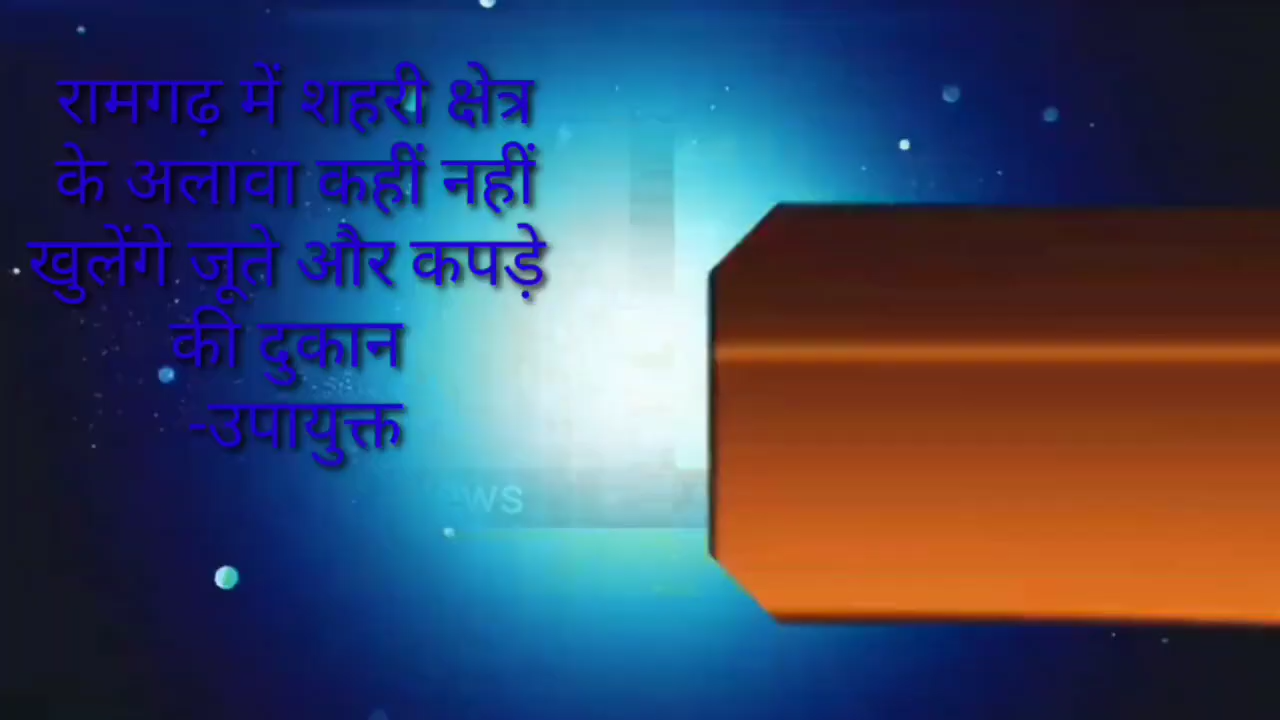 रामगढ़ में शहरी क्षेत्र
के अलावा कहीं नहीं
खुलेंगे जूते और कपड़े
की दुकान
-उपायुक्त